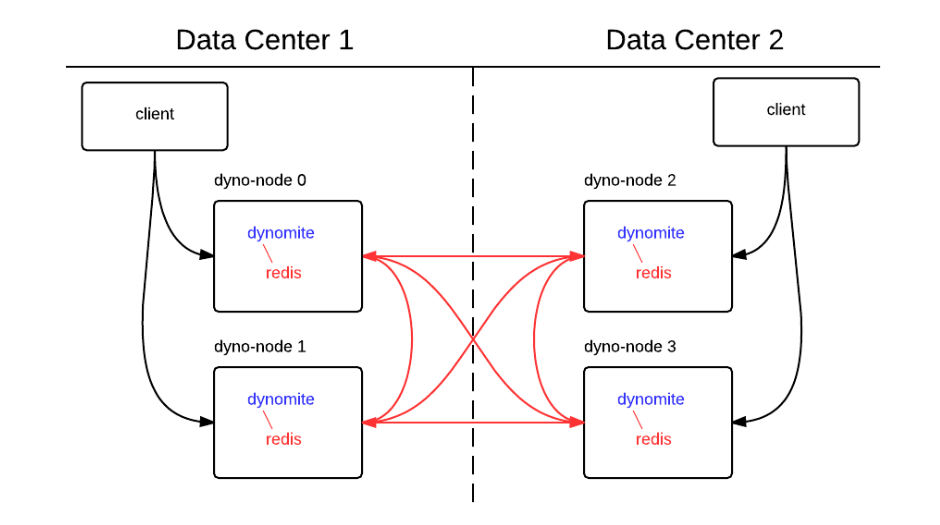 Data Center 1
Data Center 2
client
client
dyno-node 0
dyno-node 2
dynomite
redis
dynomite
redis
dyno-node 1
dyno-node 3
dynomite
redis
dynomite
redis